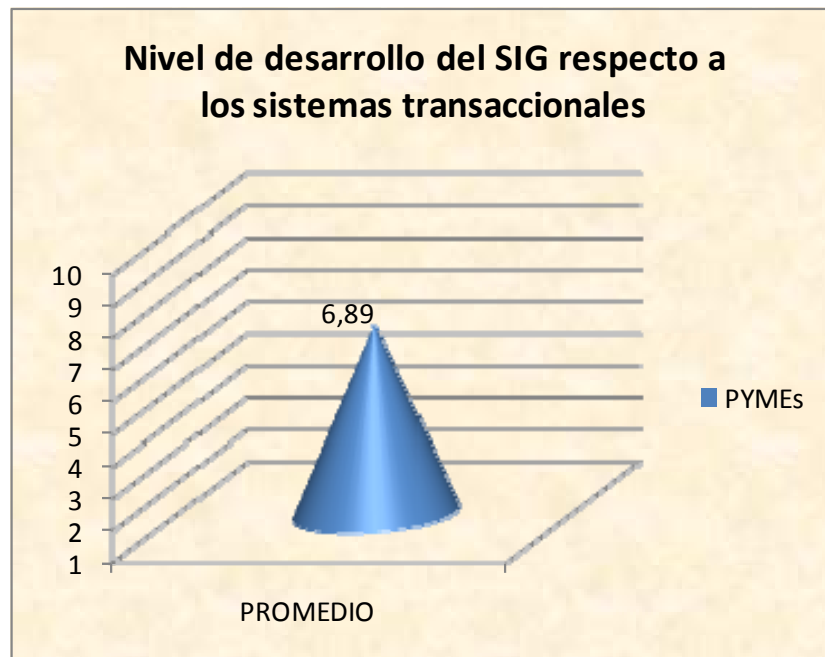 Nivel de desarrollo del SIG respecto a
los sistemas transaccionales
10
9
8
7
6
5
4
3
2
1
6,89
PYMEs
PROMEDIO